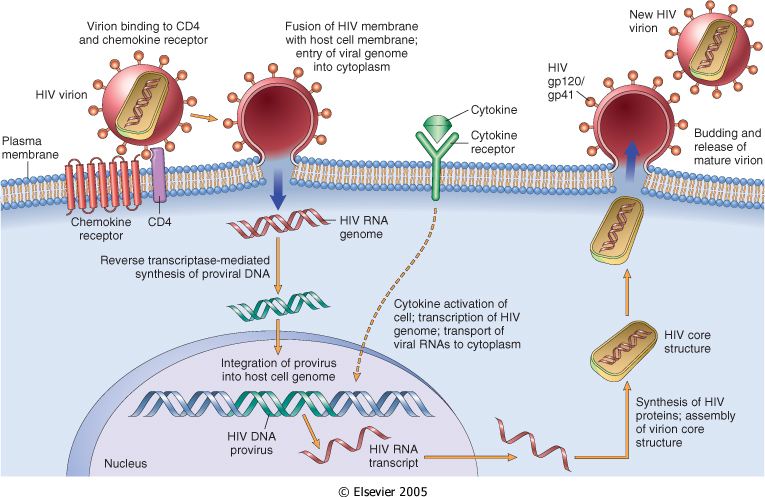 Virion binding to CD4
and chemokine receptor
HIV virion
Plasma
membrane
Chemokine
receptor
CD4
Fusion of HIV membrane
with host cell membrane;
entry of viral genome
into cytoplasm
HIV RNA
genome
Reverse transcriptase-mediated
synthesis of proviral DNA
Integration of provirus
into host cell genome
HIV DNA
provirus
Nucleus
HIV RNA
transcript
Cytokine
Cytokine
receptor
Cytokine activation of
cell; transcription of HIV
genome; transport of
viral RNAs to cytoplasm
Synthesis of HIV
proteins; assembly
of virion core
structure
HIV core
structure
HIV
gp120/
gp41
Budding and
release of
mature virion
New HIV
virion
© Elsevier 2005